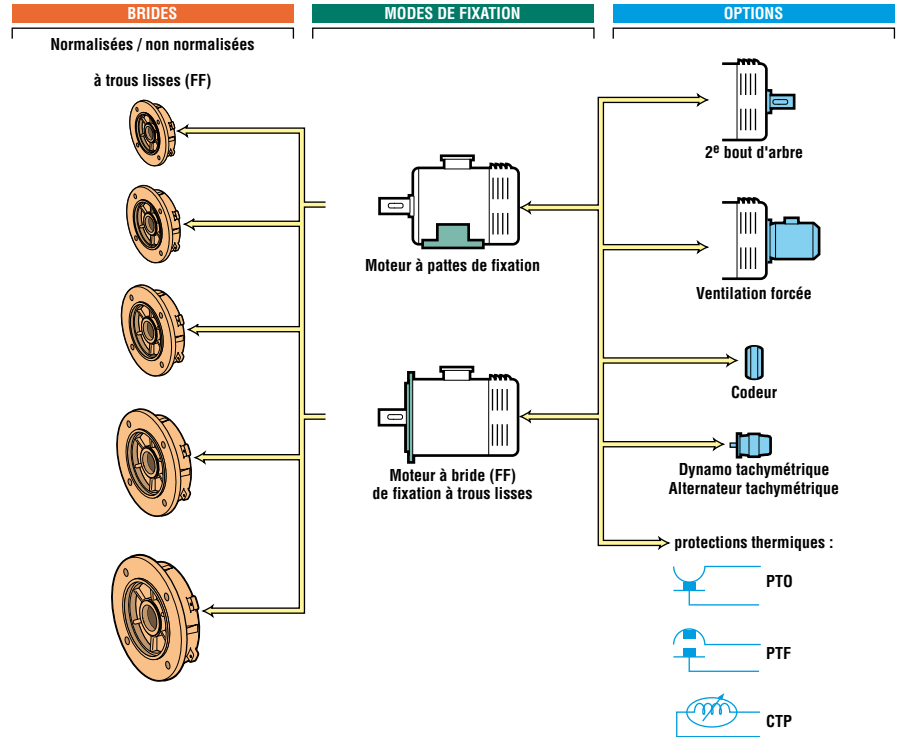 BRIDES
MODES DE FIXATION
OPTIONS
Normalisées / non normalisées
à trous lisses (FF)
2e bout d'arbre
Moteur à pattes de fixation
Ventilation forcée
Codeur
Moteur à bride (FF)
de fixation à trous lisses
Dynamo tachymétrique
Alternateur tachymétrique
protections thermiques :
PTO
PTF
CTP